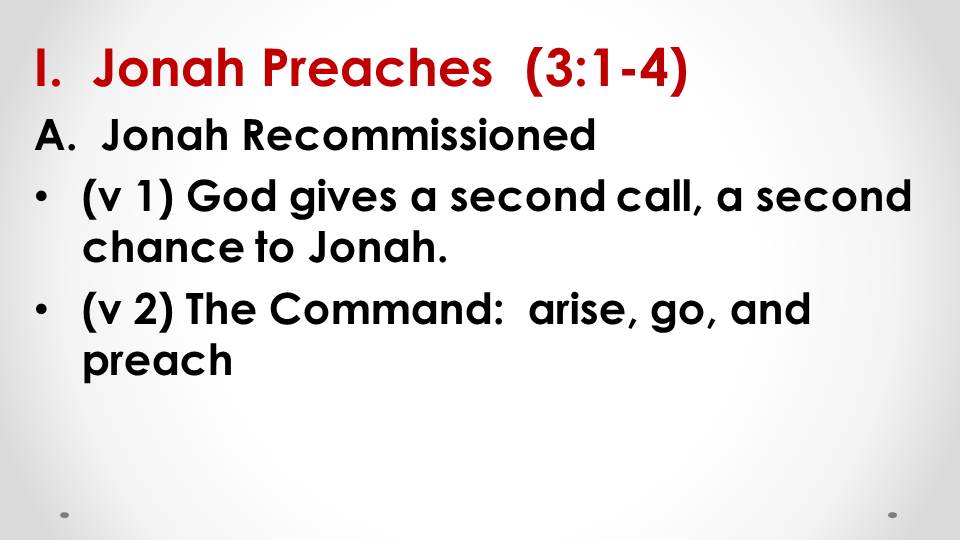 I.  Jonah Preaches  (3:1-4)
A.  Jonah Recommissioned
• (v 1) God gives a second call, a second
chance to Jonah.
• (v 2) The Command:  arise, go, and
preach